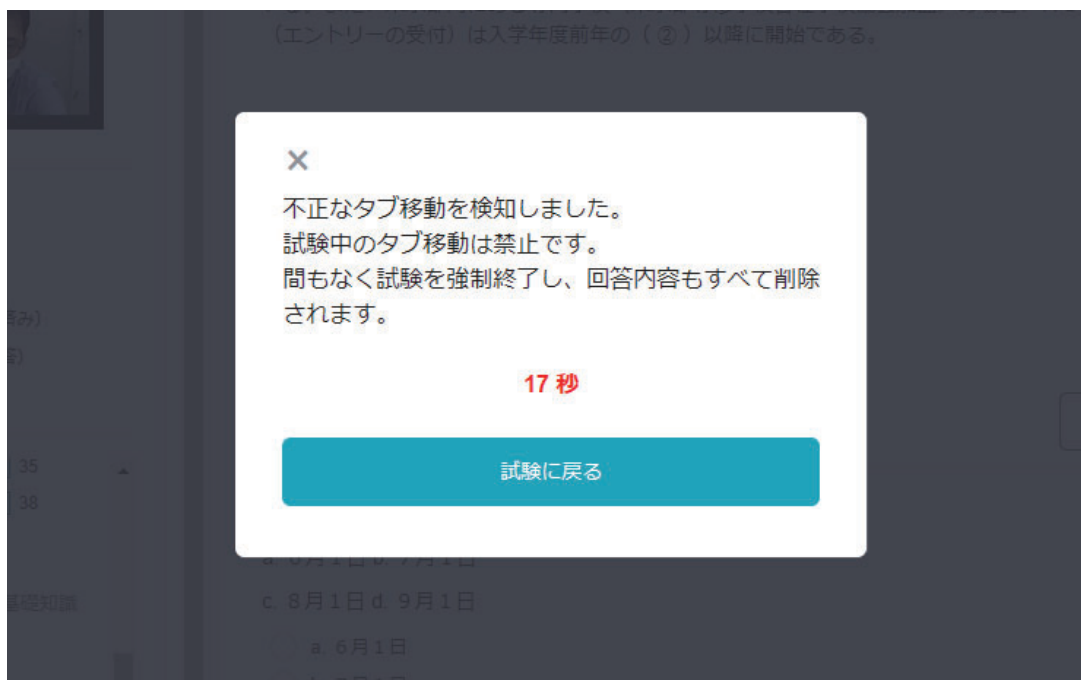 （エントリーの受付）は入学年度前年の（ ② ）以降に開始である。
×
不正なタブ移動を検知しました。
試験中のタブ移動は禁止です。
間もなく試験を強制終了し、回答内容もすべて削除
されます。
17 秒
試験に戻る
35
38
基礎知識
c. 8月1日 d. 9月1日
a. 6月1日